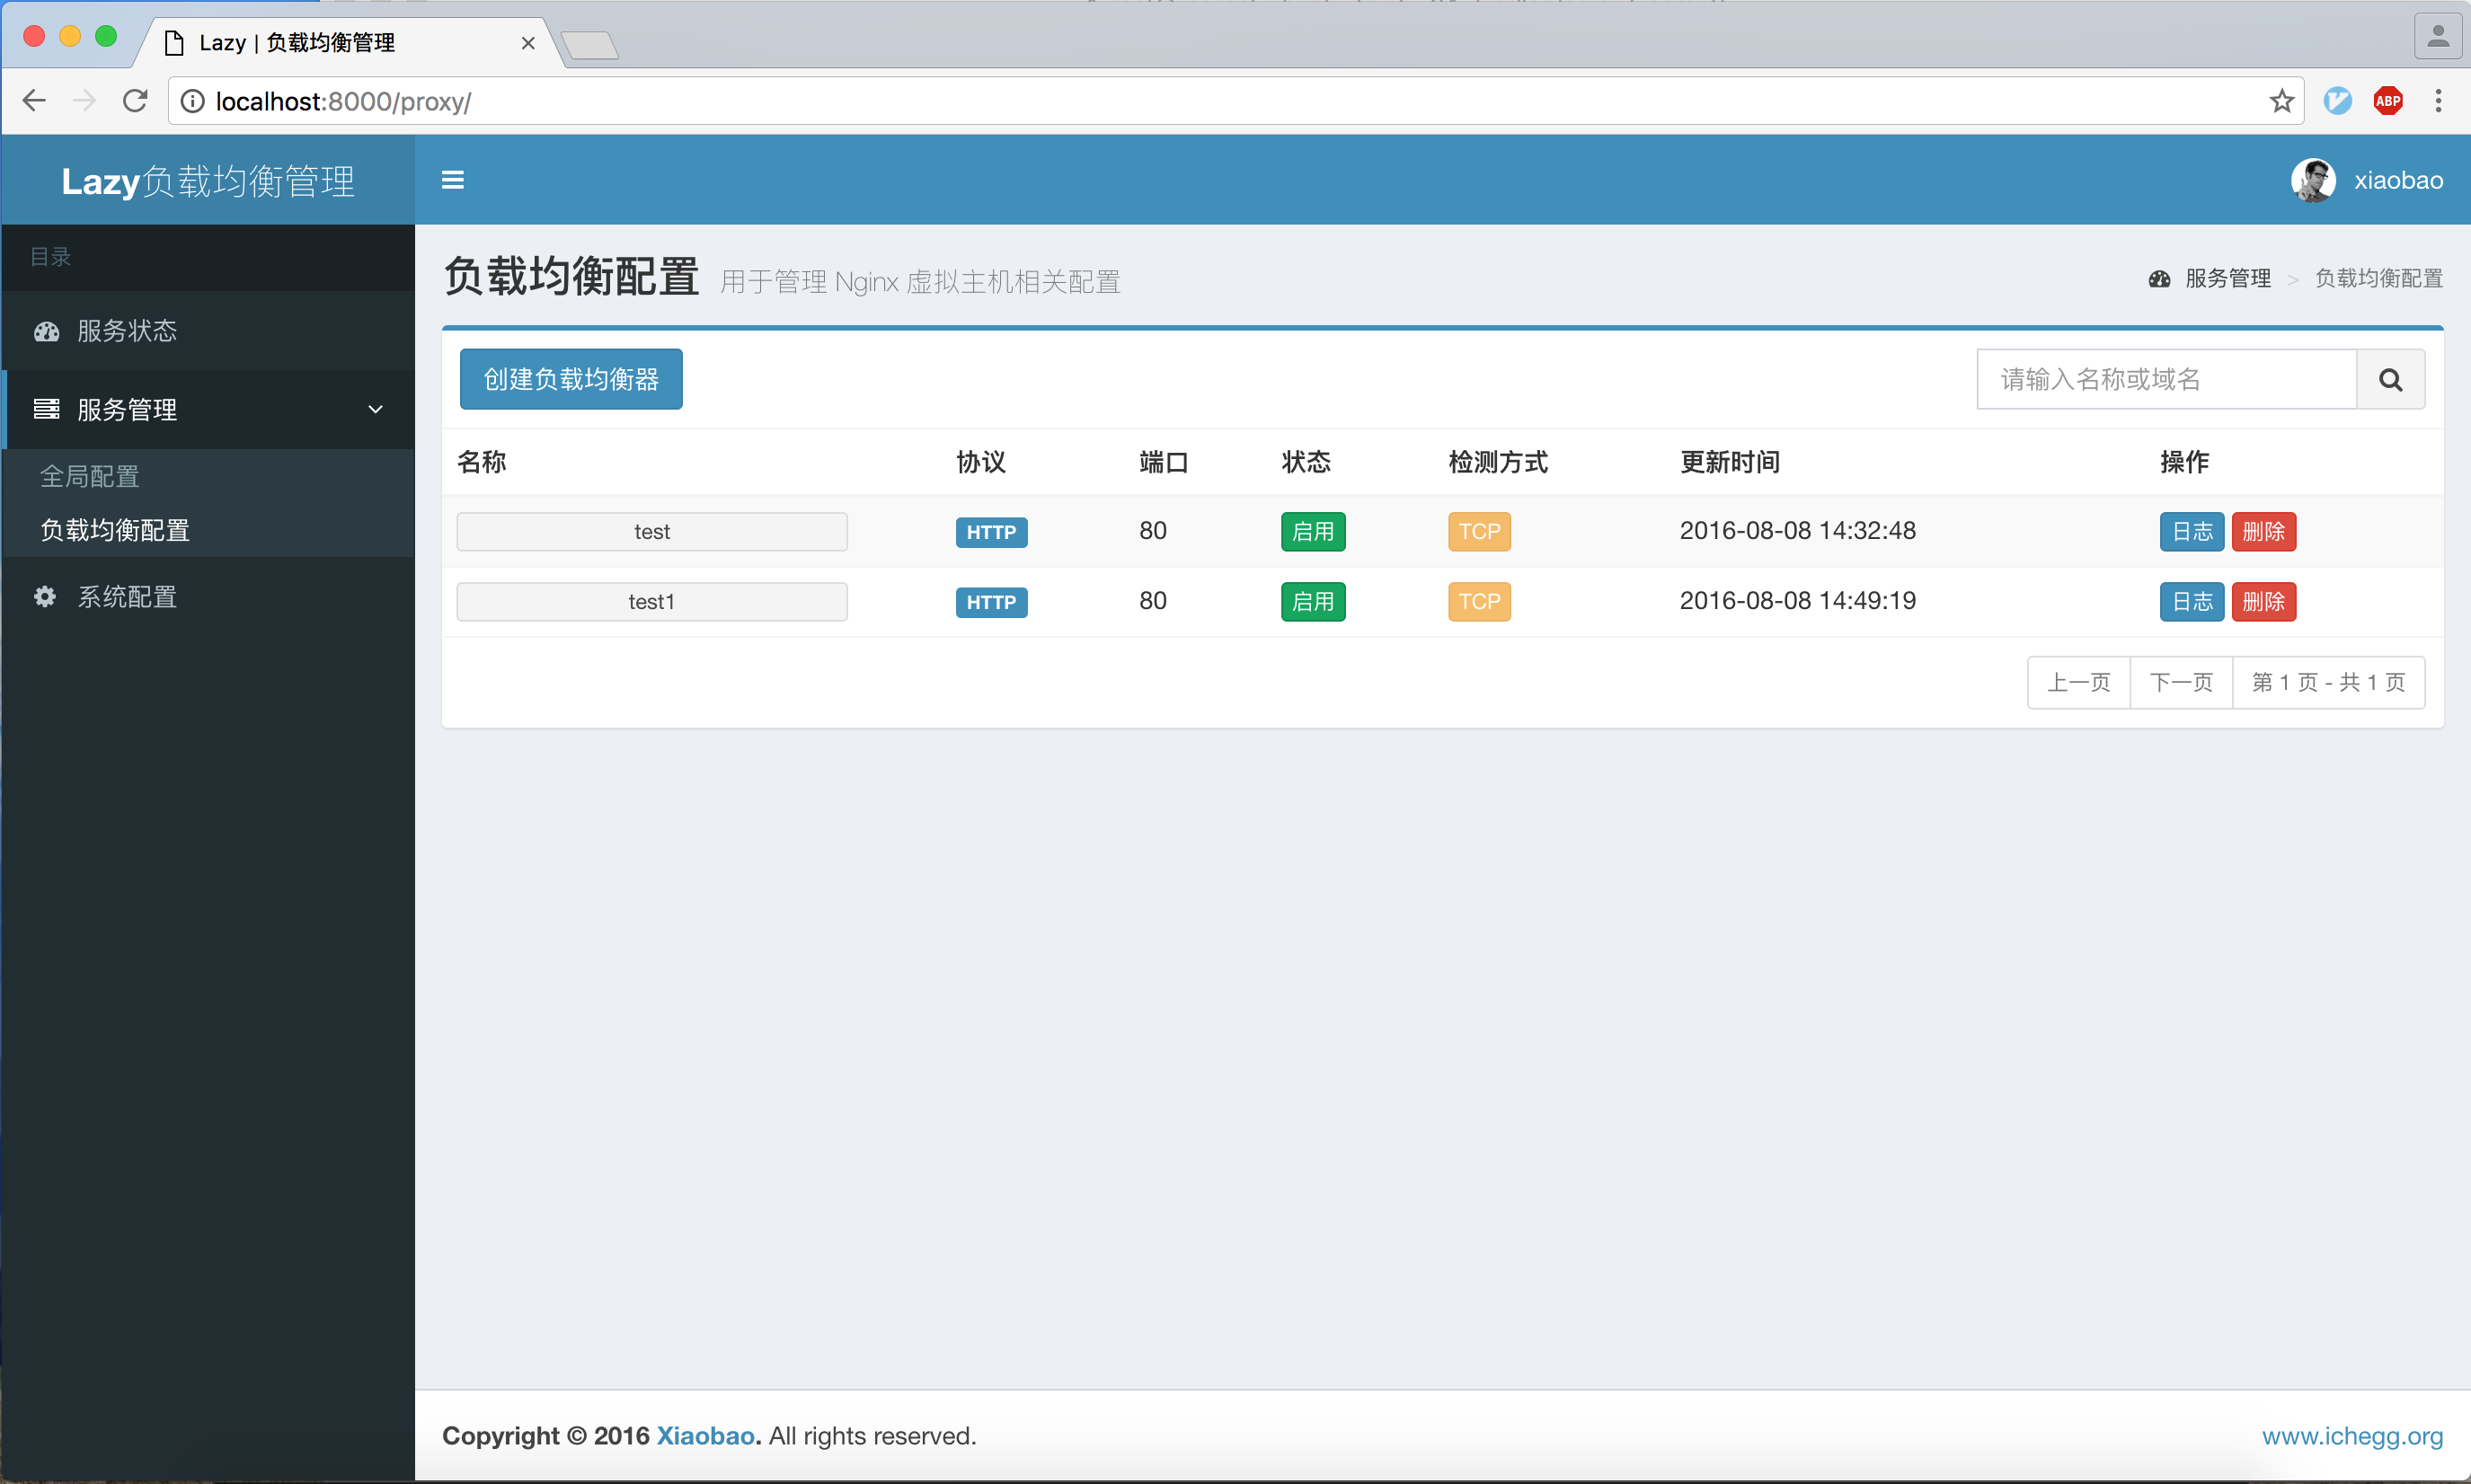 Lazy | 负载均衡管理
localhost:8000/proxy/
ABP
Lazy负载均衡管理
xiaobao
目录
服务状态
服务管理
全局配置
负载均衡配置
系统配置
负载均衡配置 用于管理 Nginx 虚拟主机相关配置
服务管理 > 负载均衡配置
创建负载均衡器
请输入名称或域名
名称 协议 端口 状态 检测方式 更新时间 操作
test HTTP 80 启用 TCP 2016-08-08 14:32:48 日志 删除
test1 HTTP 80 启用 TCP 2016-08-08 14:49:19 日志 删除
上一页 下一页 第 1 页 - 共 1 页
Copyright © 2016 Xiaobao. All rights reserved.
www.ichegg.org